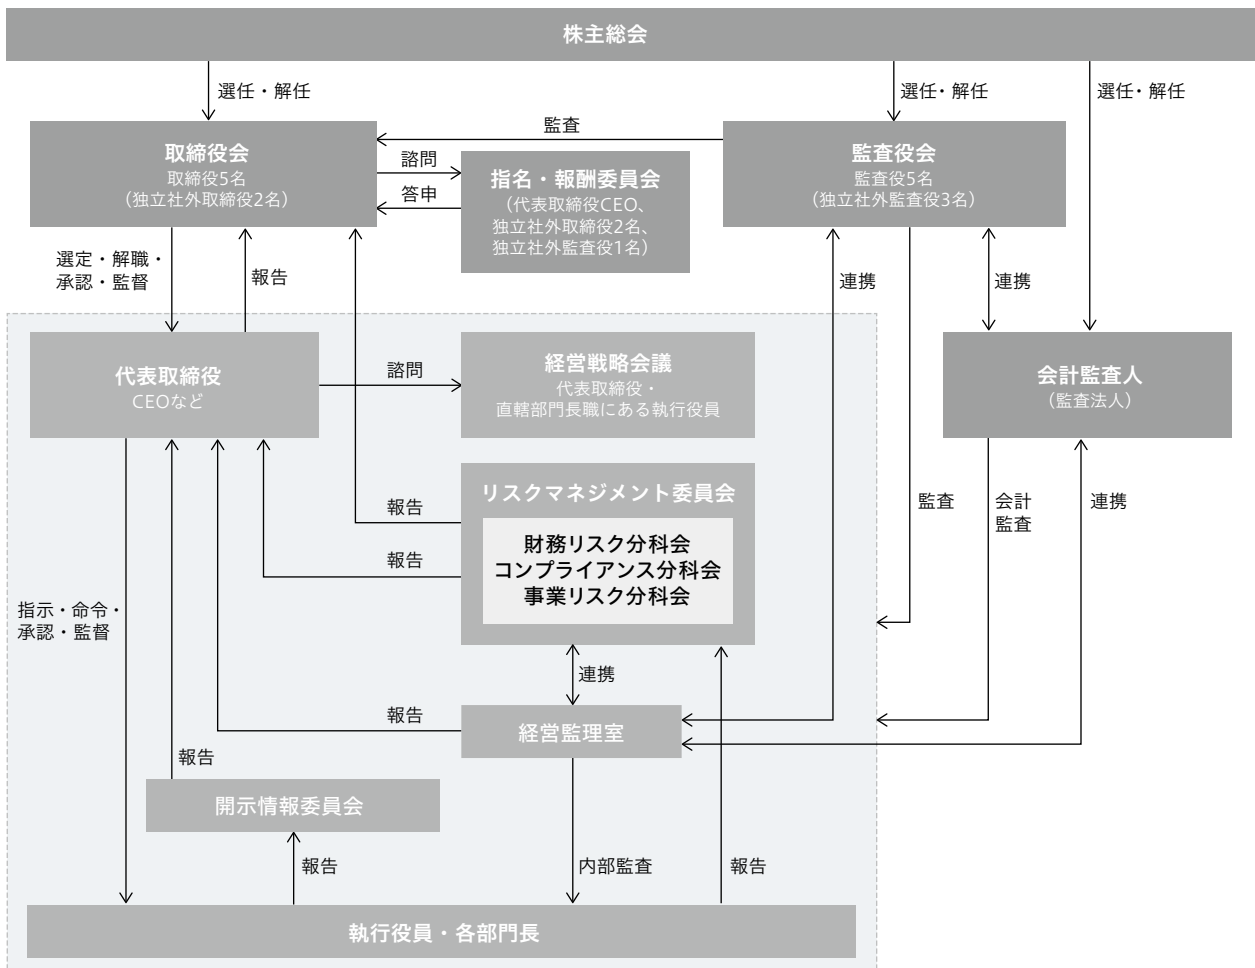 株主総会
選任・解任
選任・解任
選任・解任
取締役会
取締役5名
（独立社外取締役2名）
監査
諮問
答申
指名・報酬委員会
（代表取締役CEO、
独立社外取締役2名、
独立社外監査役1名）
監査役会
監査役5名
（独立社外監査役3名）
選定・解職・
承認・監督
報告
連携
連携
代表取締役
CEOなど
諮問
経営戦略会議
代表取締役・
直轄部門長職にある執行役員
会計監査人
（監査法人）
リスクマネジメント委員会
財務リスク分科会
コンプライアンス分科会
事業リスク分科会
報告
報告
監査
会計
監査
連携
指示・命令・
承認・監督
連携
報告
経営監理室
報告
開示情報委員会
報告
内部監査
報告
執行役員・各部門長